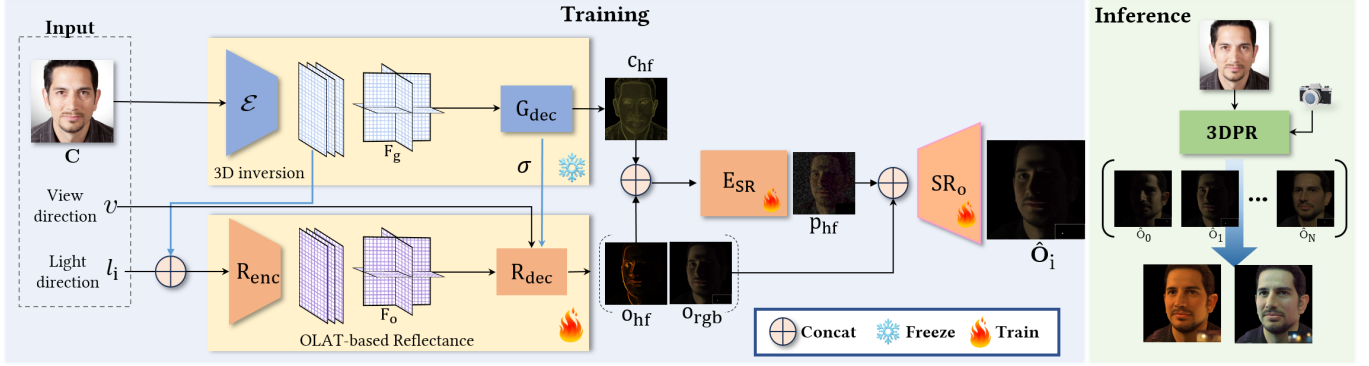 Training
Inference
Input
C
View
direction
v
Light
direction
l_i
ℰ
3D inversion
F_g
G_dec
σ
c_hf
R_enc
F_o
R_dec
OLAT-based Reflectance
o_hf
o_rgb
E_SR
p_hf
SR_o
Ô_i
Concat
Freeze
Train
3DPR
Ô_0
Ô_1
...
Ô_N